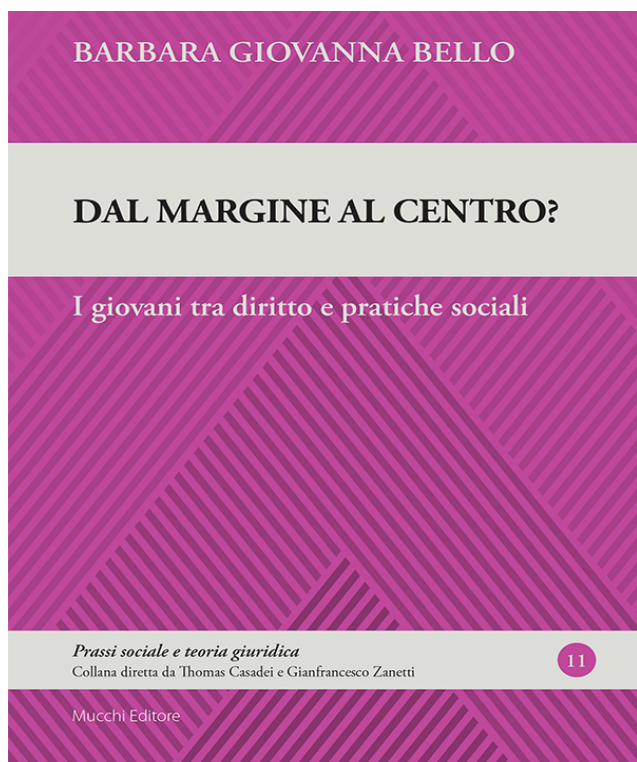 BARBARA GIOVANNA BELLO
DAL MARGINE AL CENTRO?
I giovani tra diritto e pratiche sociali
Prassi sociale e teoria giuridica
Collana diretta da Thomas Casadei e Gianfrancesco Zanetti
11
Mucchi Editore